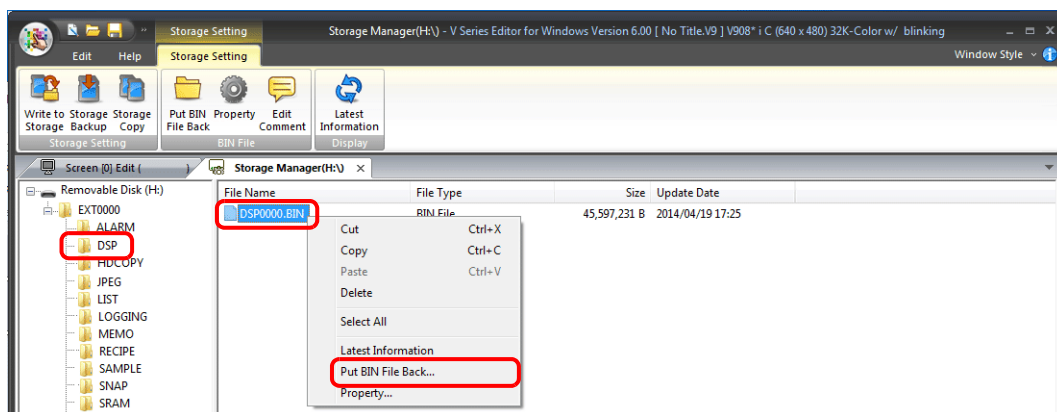 Storage Setting
Storage Manager(H:\) - V Series Editor for Windows Version 6.00 [ No Title.V9 ] V908* i C (640 x 480) 32K-Color w/ blinking
Edit Help Storage Setting Window Style
Write to Storage
Storage Backup
Storage Copy
Put BIN File Back
Property
Edit Comment
Latest Information
Storage Setting BIN File Display
Screen [0] Edit ( ) Storage Manager(H:\)
Removable Disk (H:)
EXT0000
ALARM
DSP
HDCOPY
JPEG
LIST
LOGGING
MEMO
RECIPE
SAMPLE
SNAP
SRAM
File Name File Type Size Update Date
DSP0000.BIN BIN File 45,597,231 B 2014/04/19 17:25
Cut Ctrl+X
Copy Ctrl+C
Paste Ctrl+V
Delete
Select All
Latest Information
Put BIN File Back...
Property...